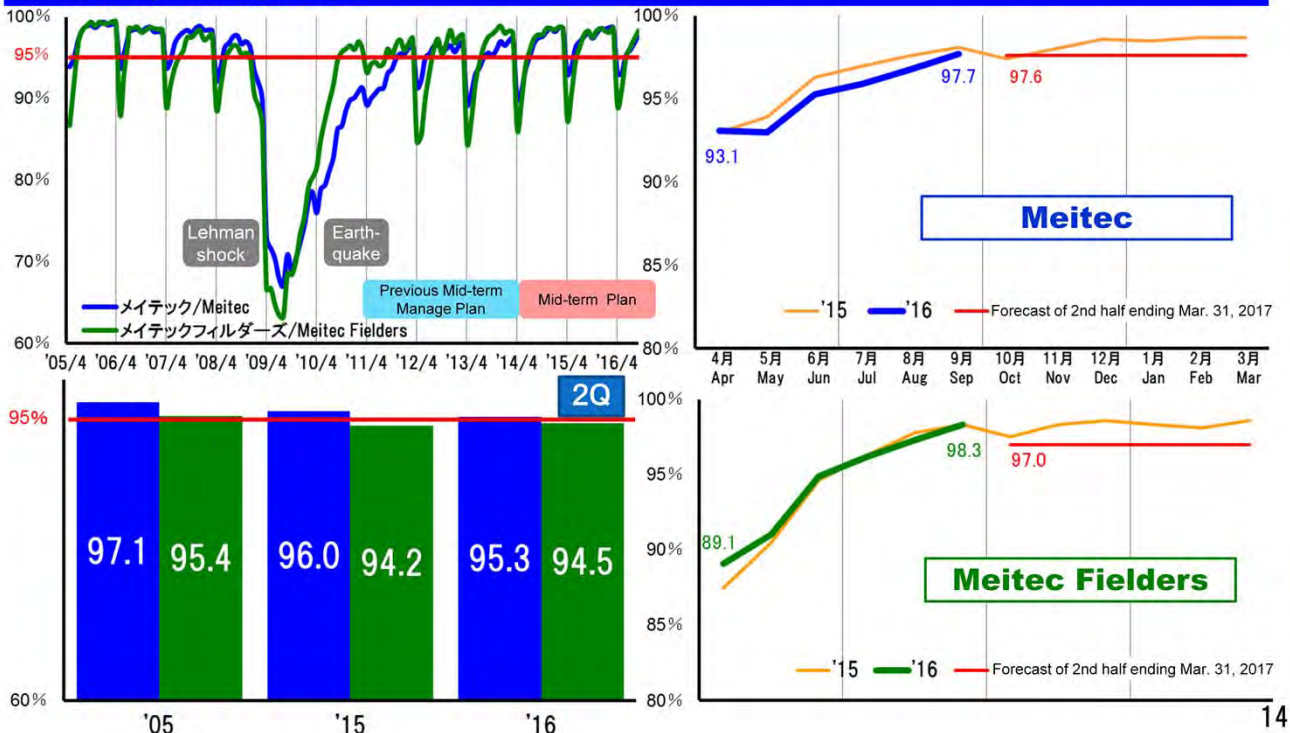 100%
95%
90%
80%
70%
60%
Lehman
shock
Earth-
quake
Previous Mid-term
Manage Plan
Mid-term Plan
メイテック/Meitec
メイテックフィルダーズ/Meitec Fielders
'05/4 '06/4 '07/4 '08/4 '09/4 '10/4 '11/4 '12/4 '13/4 '14/4 '15/4 '16/4
100%
95%
90%
85%
80%
93.1
97.7
97.6
Meitec
'15 '16 Forecast of 2nd half ending Mar. 31, 2017
4月 5月 6月 7月 8月 9月 10月 11月 12月 1月 2月 3月
Apr May Jun Jul Aug Sep Oct Nov Dec Jan Feb Mar
2Q
95%
60%
97.1 95.4 96.0 94.2 95.3 94.5
'05 '15 '16
100%
95%
90%
85%
80%
89.1
98.3
97.0
Meitec Fielders
'15 '16 Forecast of 2nd half ending Mar. 31, 2017
14